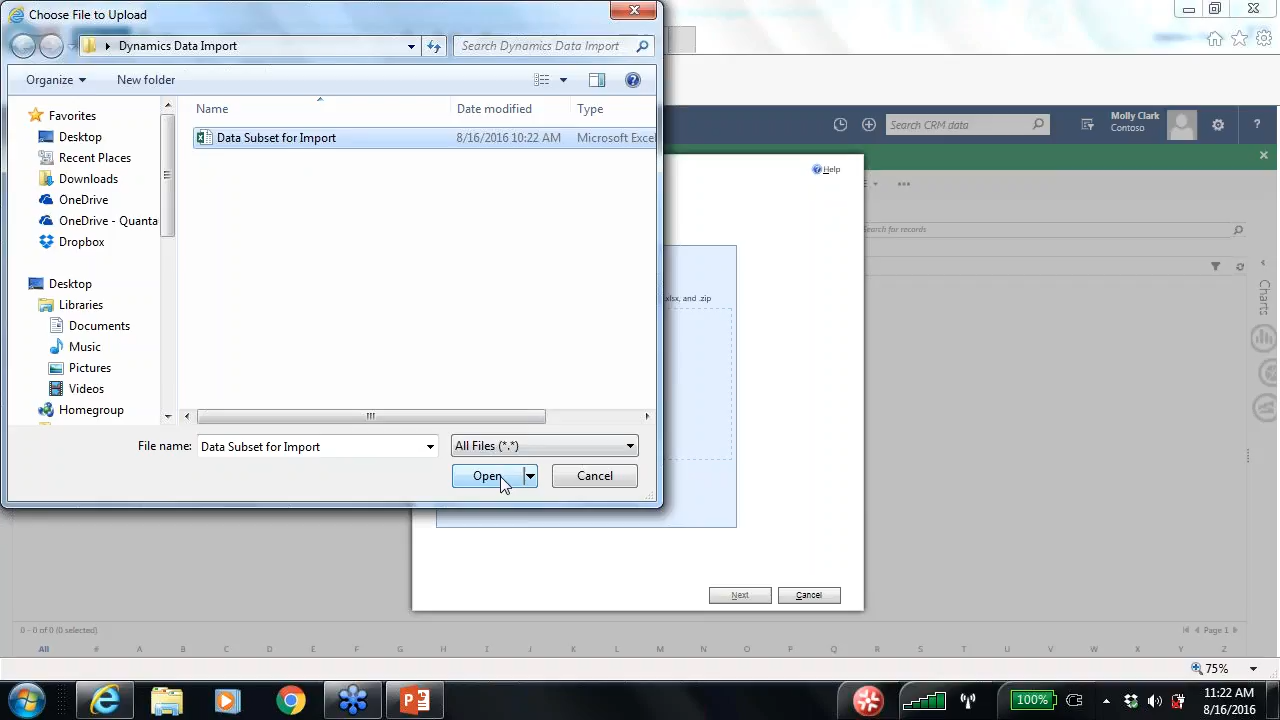 Choose File to Upload
Dynamics Data Import
Search Dynamics Data Import
Organize
New folder
Name
Date modified
Type
Favorites
Desktop
Recent Places
Downloads
OneDrive
OneDrive - Quanta
Dropbox
Desktop
Libraries
Documents
Music
Pictures
Videos
Homegroup
Data Subset for Import
8/16/2016 10:22 AM
Microsoft Excel
File name:
Data Subset for Import
All Files (*.*)
Open
Cancel
Search CRM data
Molly Clark
Contoso
Help
Search for records
.xlsx, and .zip
Charts
Next
Cancel
0 - 0 of 0 (0 selected)
Page 1
All # A B C D E F G H I J K L M N O P Q R S T U V W X Y Z
75%
100%
11:22 AM
8/16/2016